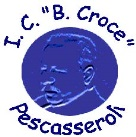 I. C. "B. Croce"
Pescasseroli